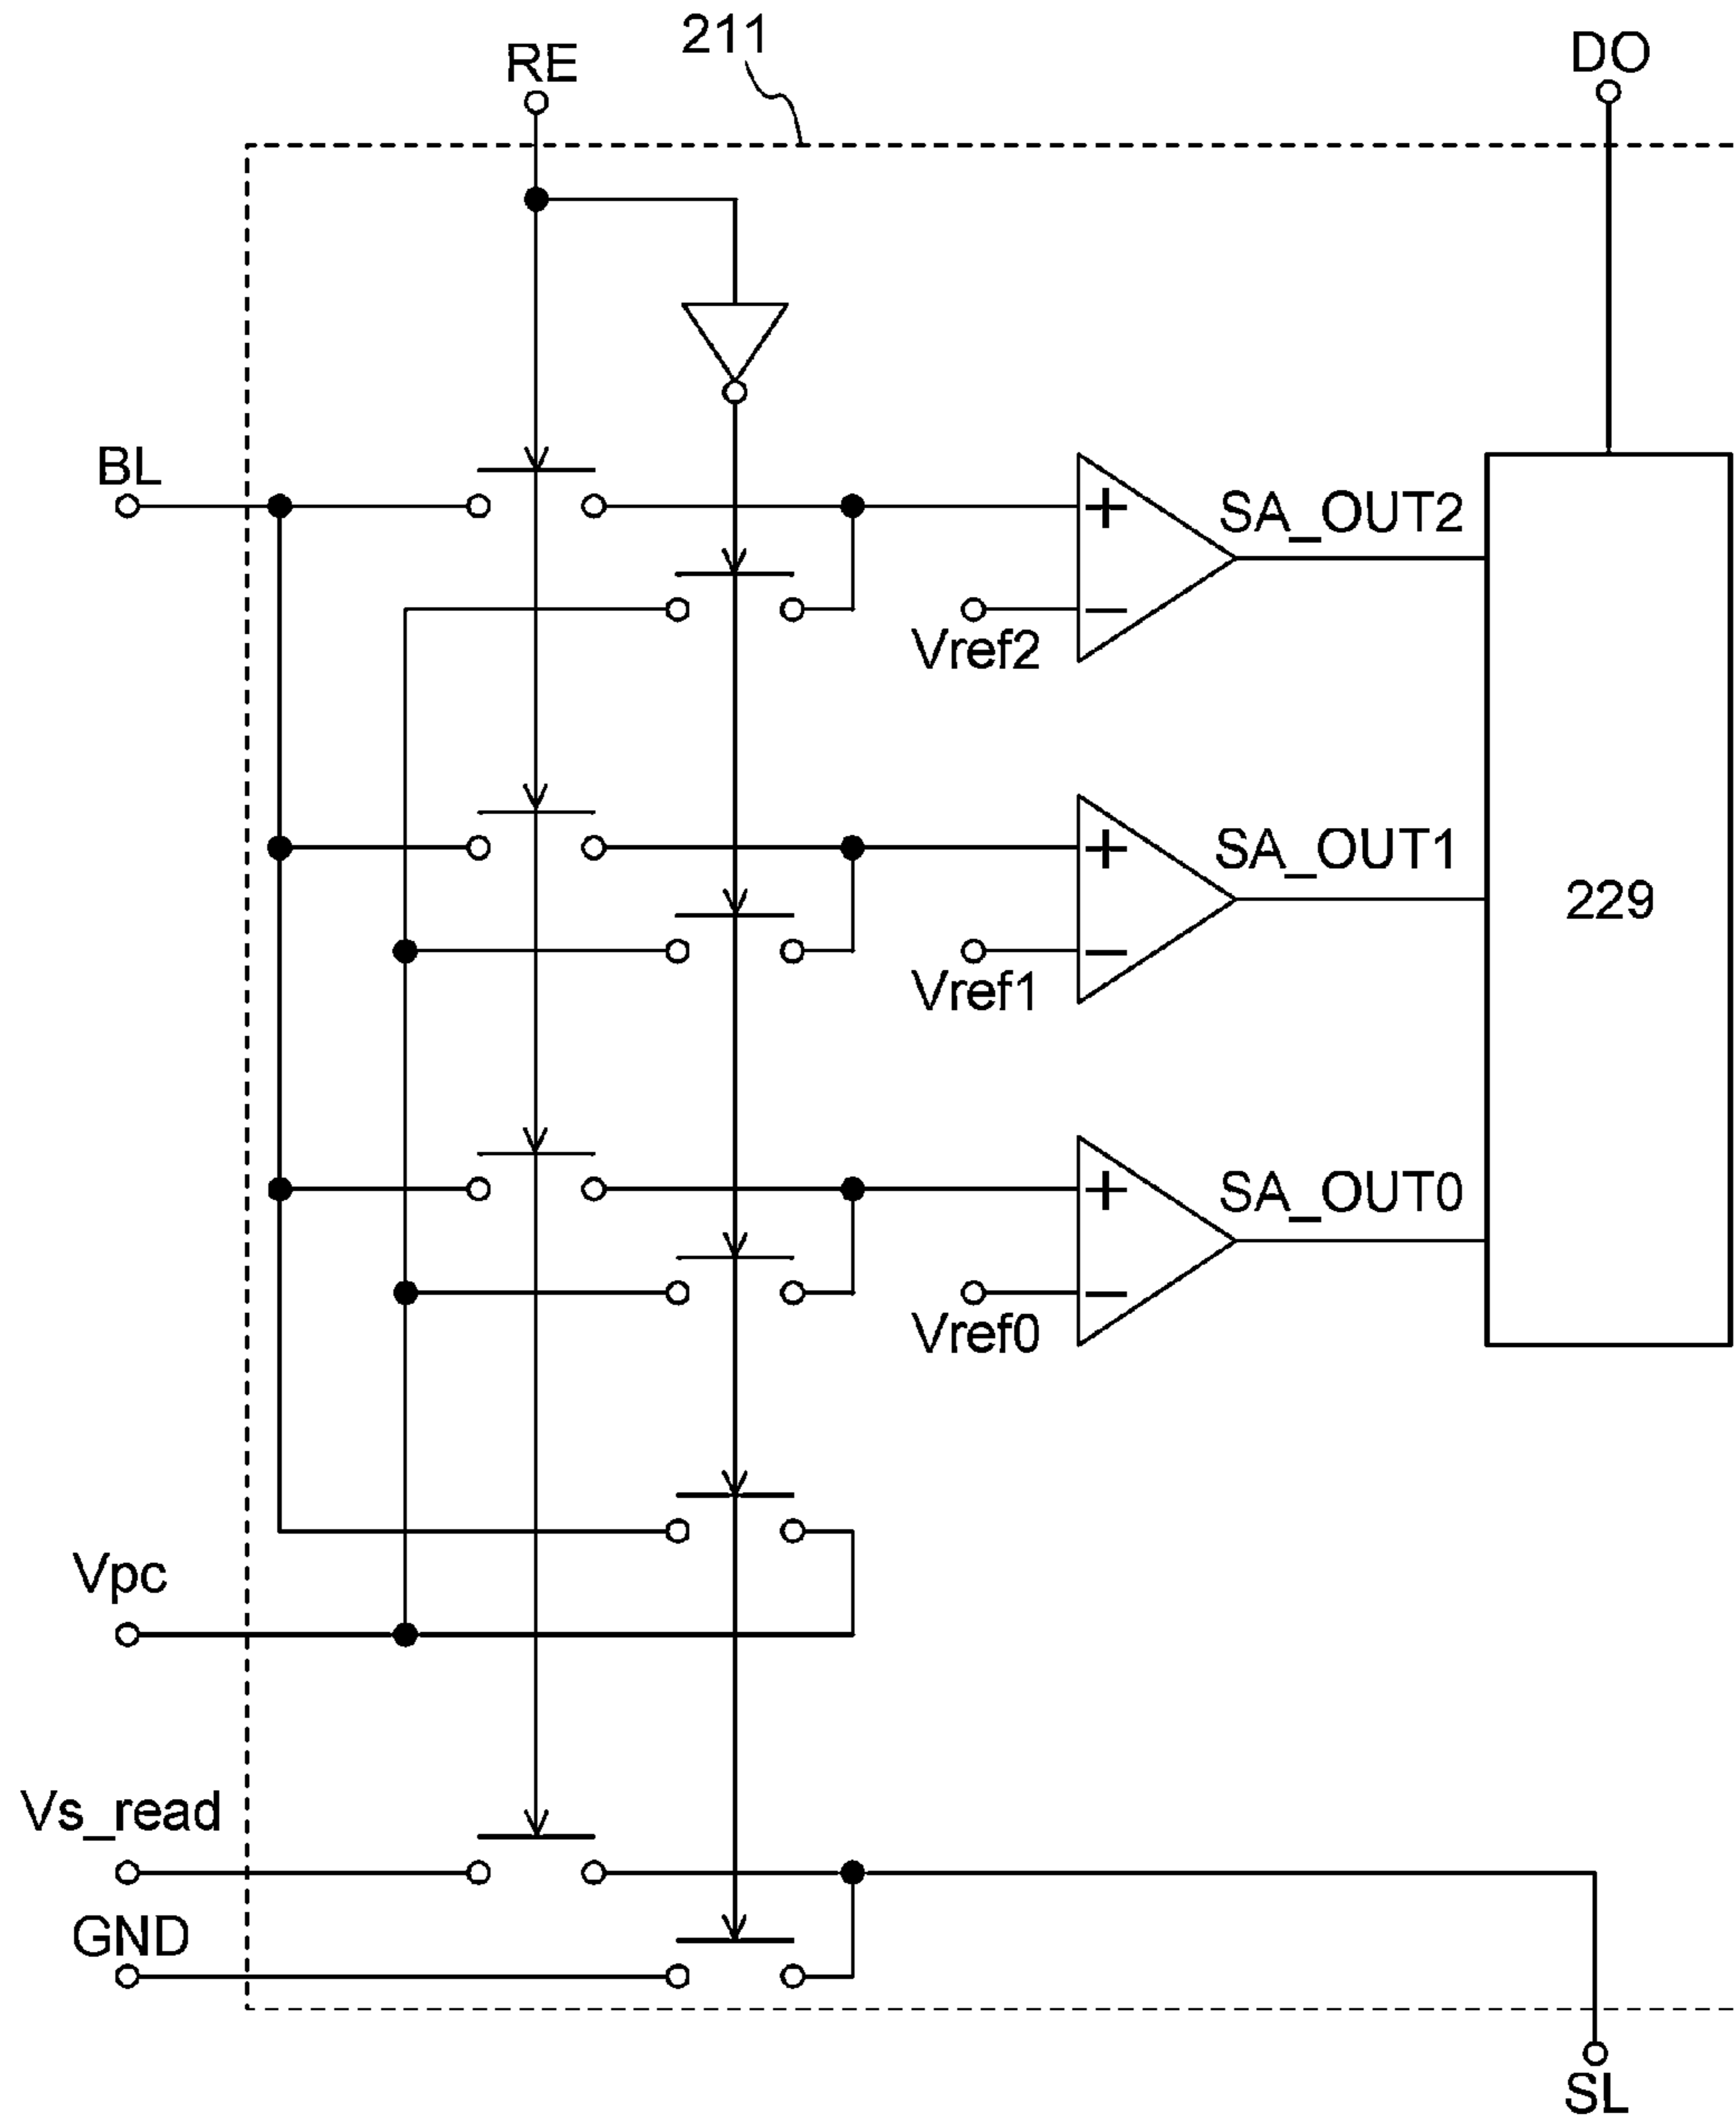 211
RE
DO
BL
SA_OUT2
Vref2
SA_OUT1
229
Vref1
SA_OUT0
Vref0
Vpc
Vs_read
GND
SL